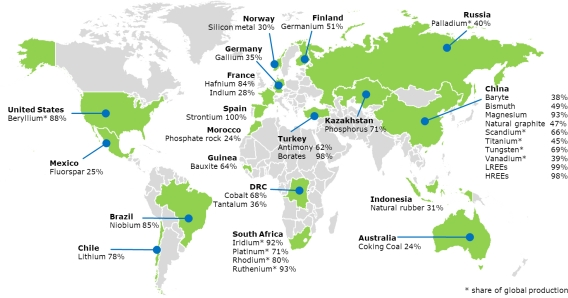 Norway
Silicon metal 30%
Finland
Germanium 51%
Russia
Palladium* 40%
Germany
Gallium 35%
France
Hafnium 84%
Indium 28%
China
Baryte 38%
Bismuth 49%
Magnesium 93%
Natural graphite 47%
Scandium* 66%
Titanium* 45%
Tungsten* 69%
Vanadium* 39%
LREEs 99%
HREEs 98%
United States
Beryllium* 88%
Spain
Strontium 100%
Kazakhstan
Phosphorus 71%
Morocco
Phosphate rock 24%
Turkey
Antimony 62%
Borates 98%
Mexico
Fluorspar 25%
Guinea
Bauxite 64%
DRC
Cobalt 68%
Tantalum 36%
Indonesia
Natural rubber 31%
Brazil
Niobium 85%
South Africa
Iridium* 92%
Platinum* 71%
Rhodium* 80%
Ruthenium* 93%
Australia
Coking Coal 24%
Chile
Lithium 78%
* share of global production